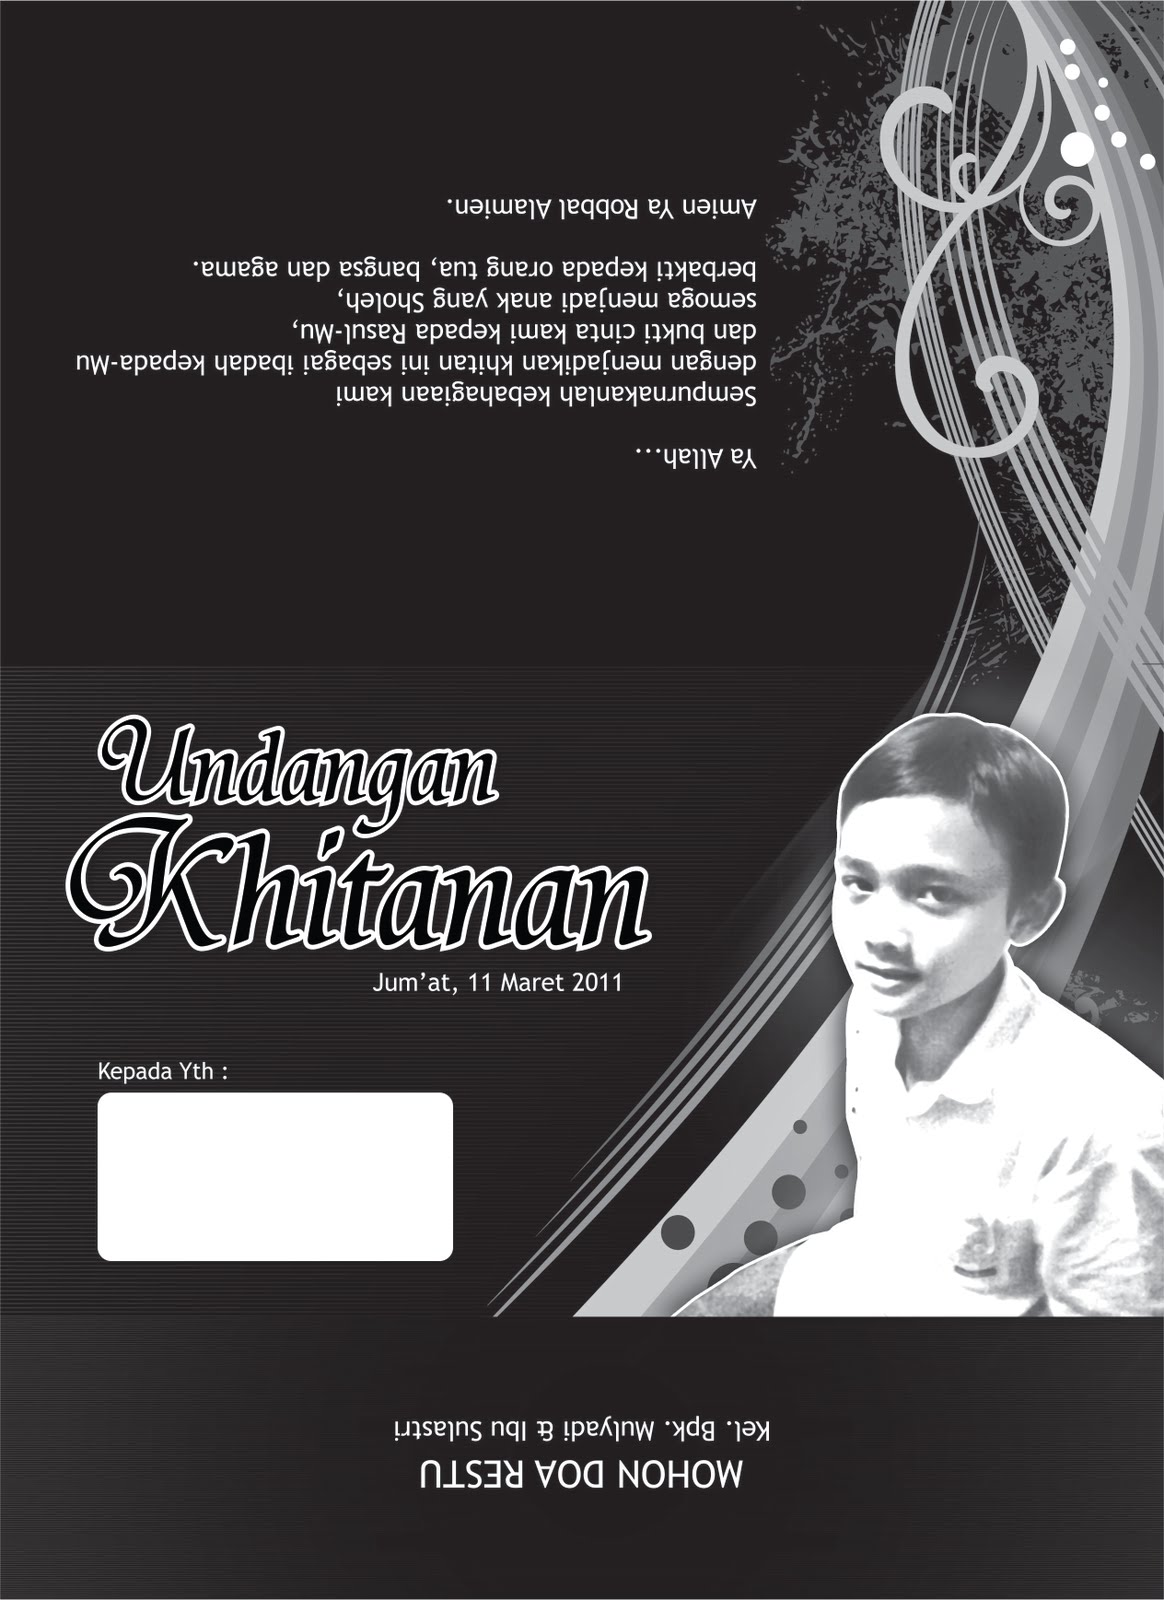 Ya Allah...
Sempurnakanlah kebahagiaan kami
dengan menjadikan khitan ini sebagai ibadah kepada-Mu
dan bukti cinta kami kepada Rasul-Mu,
semoga menjadi anak yang Sholeh,
berbakti kepada orang tua, bangsa dan agama.
Amien Ya Robbal Alamien.
Undangan
Khitanan
Jum'at, 11 Maret 2011
Kepada Yth :
MOHON DOA RESTU
Kel. Bpk. Mulyadi & Ibu Sulastri